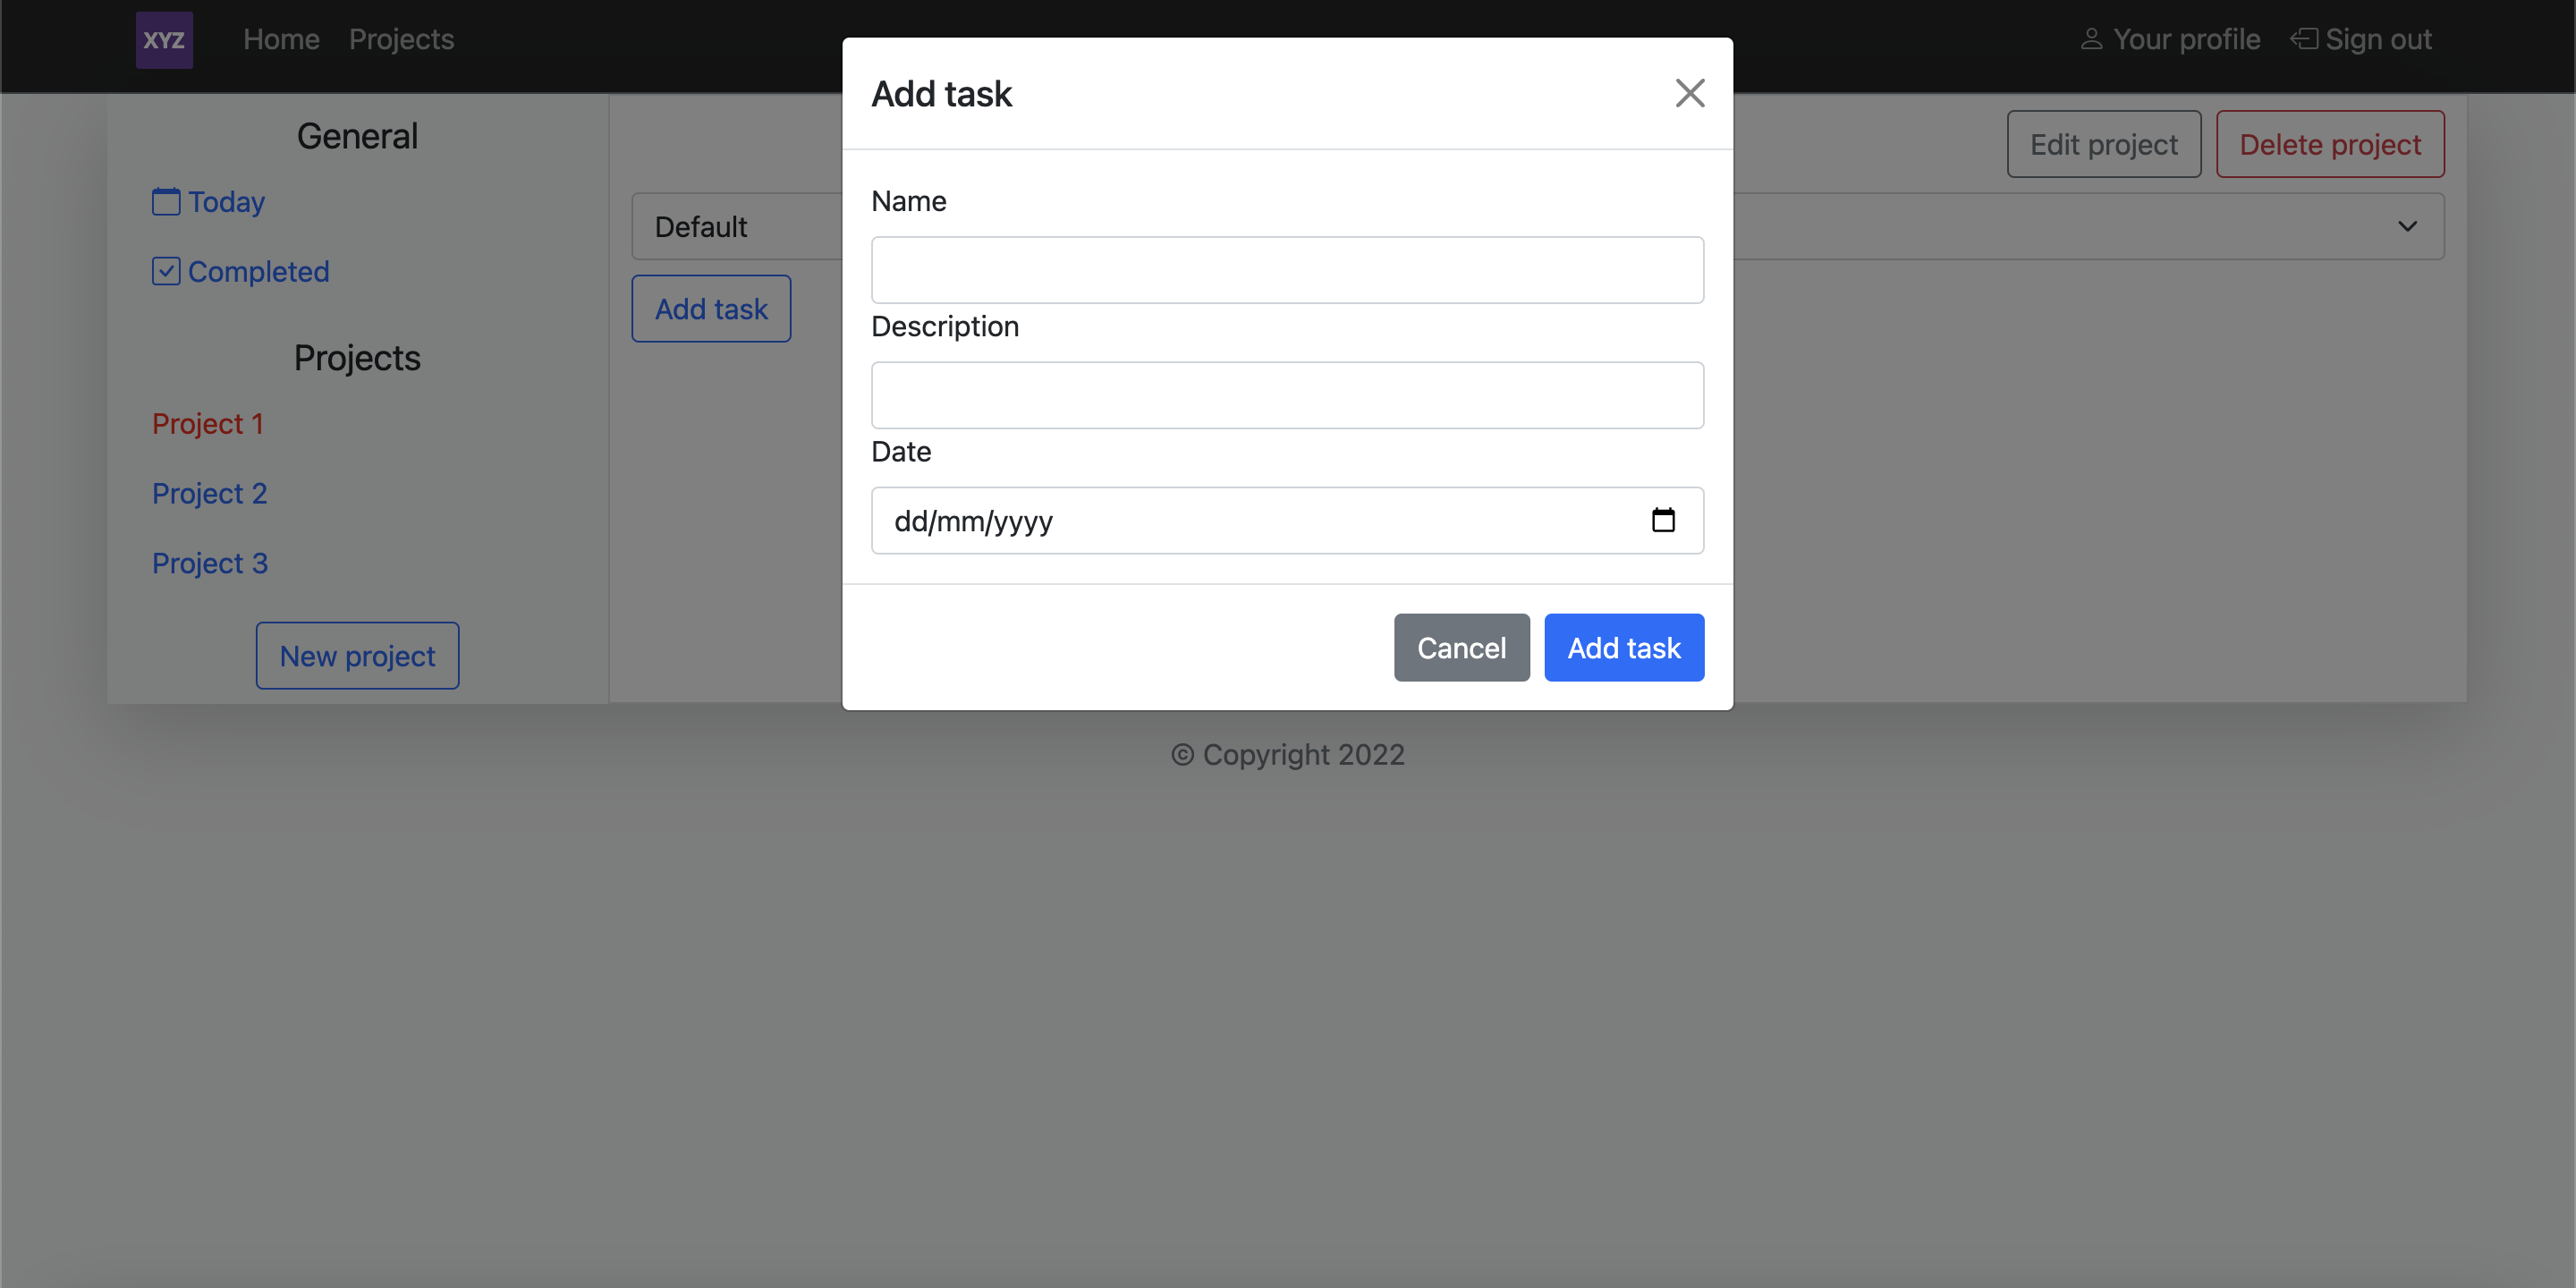 XYZ Home Projects Your profile Sign out
General
Today
Completed
Projects
Project 1
Project 2
Project 3
New project
Edit project Delete project
Default
Add task
Add task
Name
Description
Date
dd/mm/yyyy
Cancel Add task
© Copyright 2022